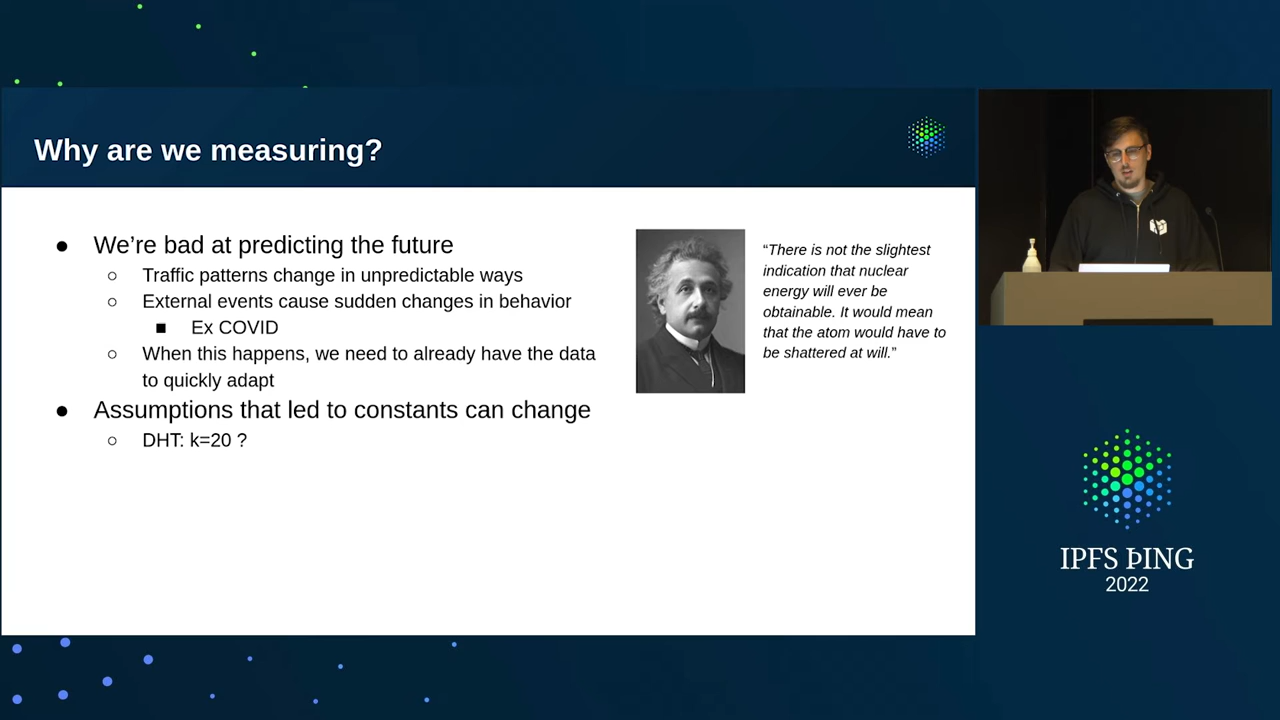 Why are we measuring?
● We’re bad at predicting the future
○ Traffic patterns change in unpredictable ways
○ External events cause sudden changes in behavior
■ Ex COVID
○ When this happens, we need to already have the data
to quickly adapt
● Assumptions that led to constants can change
○ DHT: k=20 ?
“There is not the slightest
indication that nuclear
energy will ever be
obtainable. It would mean
that the atom would have to
be shattered at will.”
IPFS ÞING
2022